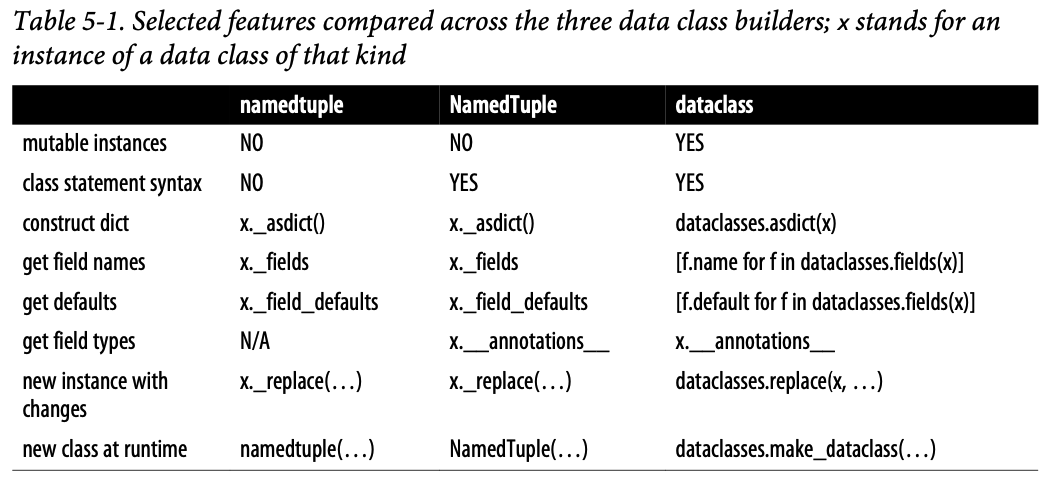 Table 5-1. Selected features compared across the three data class builders; x stands for an
instance of a data class of that kind
namedtuple NamedTuple dataclass
mutable instances NO NO YES
class statement syntax NO YES YES
construct dict x._asdict() x._asdict() dataclasses.asdict(x)
get field names x._fields x._fields [f.name for f in dataclasses.fields(x)]
get defaults x._field_defaults x._field_defaults [f.default for f in dataclasses.fields(x)]
get field types N/A x.__annotations__ x.__annotations__
new instance with x._replace(…) x._replace(…) dataclasses.replace(x, …)
changes
new class at runtime namedtuple(…) NamedTuple(…) dataclasses.make_dataclass(…)